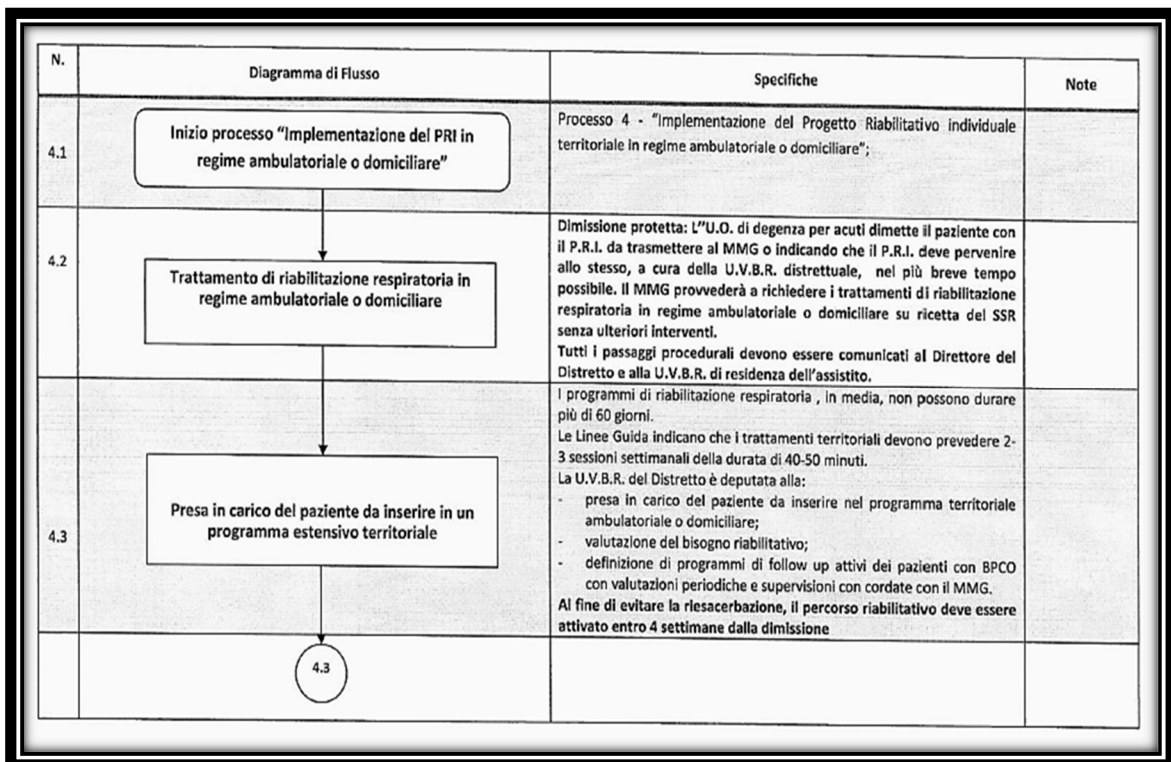 N.
Diagramma di Flusso
Specifiche
Note
4.1
Inizio processo "Implementazione del PRI in
regime ambulatoriale o domiciliare"
Processo 4 - "Implementazione del Progetto Riabilitativo individuale
territoriale in regime ambulatoriale o domiciliare";
4.2
Trattamento di riabilitazione respiratoria in
regime ambulatoriale o domiciliare
Dimissione protetta: L''U.O. di degenza per acuti dimette il paziente con
il P.R.I. da trasmettere al MMG o indicando che il P.R.I. deve pervenire
allo stesso, a cura della U.V.B.R. distrettuale, nel più breve tempo
possibile. Il MMG provvederà a richiedere i trattamenti di riabilitazione
respiratoria in regime ambulatoriale o domiciliare su ricetta del SSR
senza ulteriori interventi.
Tutti i passaggi procedurali devono essere comunicati al Direttore del
Distretto e alla U.V.B.R. di residenza dell'assistito.
4.3
Presa in carico del paziente da inserire in un
programma estensivo territoriale
I programmi di riabilitazione respiratoria , in media, non possono durare
più di 60 giorni.
Le Linee Guida indicano che i trattamenti territoriali devono prevedere 2-
3 sessioni settimanali della durata di 40-50 minuti.
La U.V.B.R. del Distretto è deputata alla:
- presa in carico del paziente da inserire nel programma territoriale
ambulatoriale o domiciliare;
- valutazione del bisogno riabilitativo;
- definizione di programmi di follow up attivi dei pazienti con BPCO
con valutazioni periodiche e supervisioni con cordate con il MMG.
Al fine di evitare la riesacerbazione, il percorso riabilitativo deve essere
attivato entro 4 settimane dalla dimissione
4.3